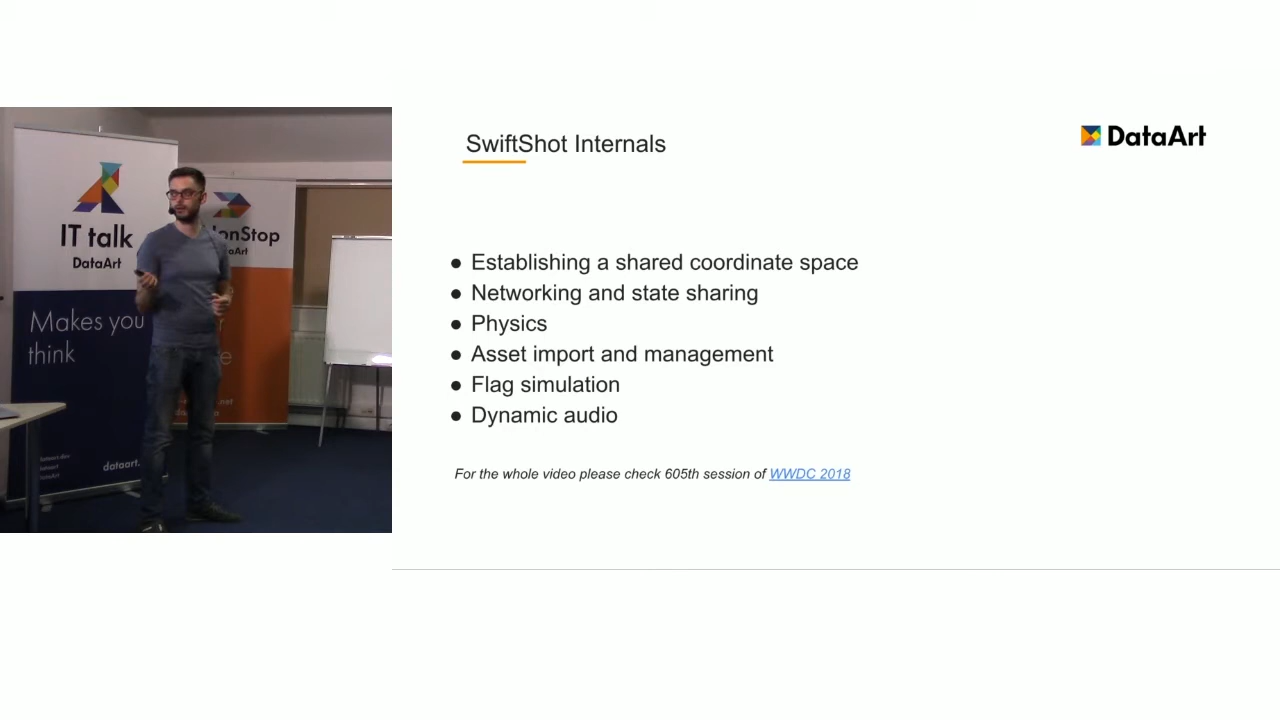 SwiftShot Internals
DataArt
● Establishing a shared coordinate space
● Networking and state sharing
● Physics
● Asset import and management
● Flag simulation
● Dynamic audio
For the whole video please check 605th session of WWDC 2018
IT talk
DataArt
Makes you
think
dataart.
onStop